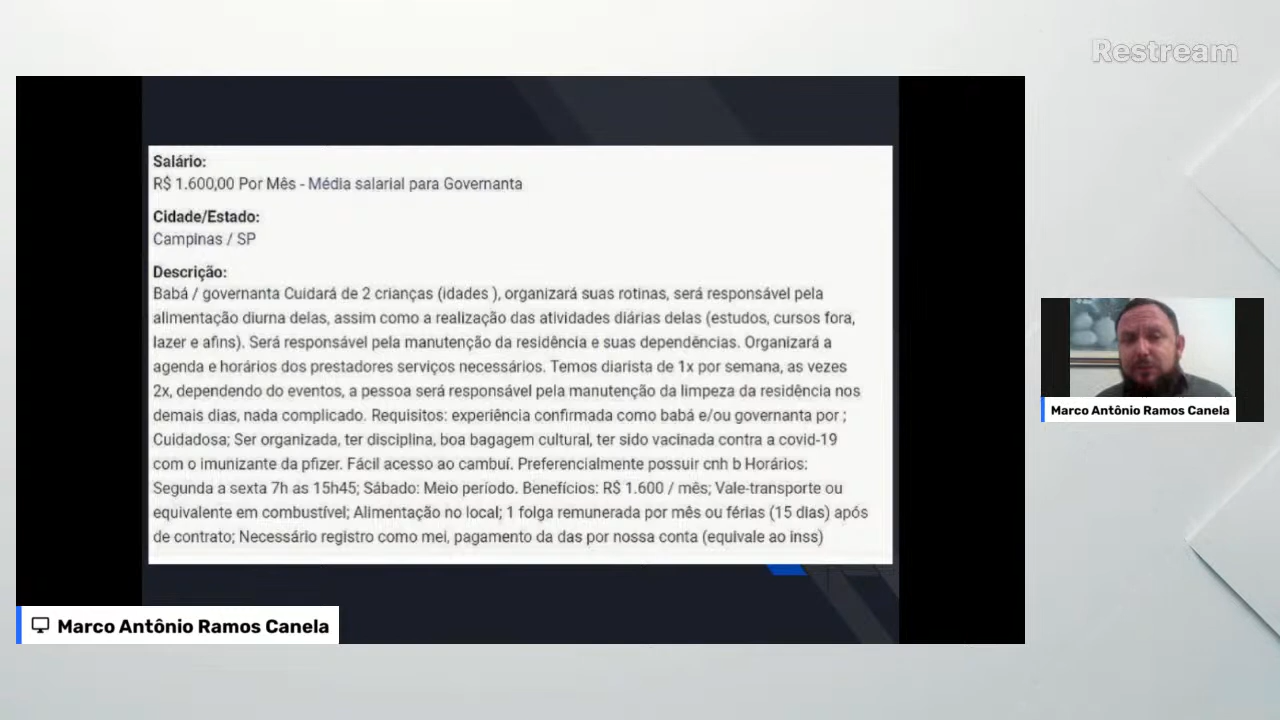 Restream
Salário:
R$ 1.600,00 Por Mês - Média salarial para Governanta
Cidade/Estado:
Campinas / SP
Descrição:
Babá / governanta Cuidará de 2 crianças (idades ), organizará suas rotinas, será responsável pela
alimentação diurna delas, assim como a realização das atividades diárias delas (estudos, cursos fora,
lazer e afins). Será responsável pela manutenção da residência e suas dependências. Organizará a
agenda e horários dos prestadores serviços necessários. Temos diarista de 1x por semana, as vezes
2x, dependendo do eventos, a pessoa será responsável pela manutenção da limpeza da residência nos
demais dias, nada complicado. Requisitos: experiência confirmada como babá e/ou governanta por ;
Cuidadosa; Ser organizada, ter disciplina, boa bagagem cultural, ter sido vacinada contra a covid-19
com o imunizante da pfizer. Fácil acesso ao cambuí. Preferencialmente possuir cnh b Horários:
Segunda a sexta 7h as 15h45; Sábado: Meio período. Benefícios: R$ 1.600 / mês; Vale-transporte ou
equivalente em combustível; Alimentação no local; 1 folga remunerada por mês ou férias (15 dias) após
de contrato; Necessário registro como mei, pagamento da das por nossa conta (equivale ao inss)
Marco Antônio Ramos Canela
Marco Antônio Ramos Canela